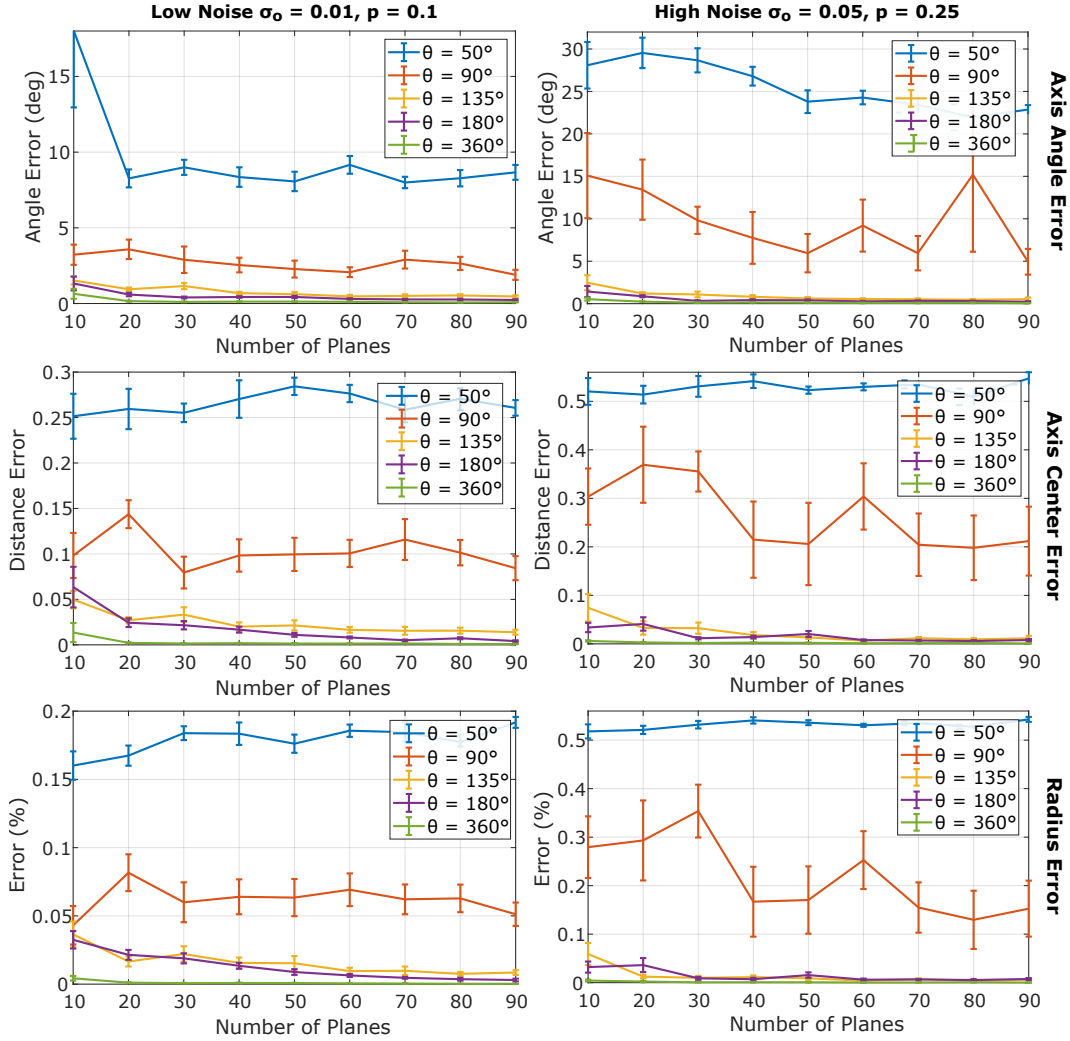 Low Noise σo = 0.01, p = 0.1
High Noise σo = 0.05, p = 0.25
Angle Error (deg)
15
10
5
0
θ = 50°
θ = 90°
θ = 135°
θ = 180°
θ = 360°
10 20 30 40 50 60 70 80 90
Number of Planes
Angle Error (deg)
30
25
20
15
10
5
0
θ = 50°
θ = 90°
θ = 135°
θ = 180°
θ = 360°
10 20 30 40 50 60 70 80 90
Number of Planes
Axis Angle Error
Distance Error
0.3
0.25
0.2
0.15
0.1
0.05
0
θ = 50°
θ = 90°
θ = 135°
θ = 180°
θ = 360°
10 20 30 40 50 60 70 80 90
Number of Planes
Distance Error
0.5
0.4
0.3
0.2
0.1
0
θ = 50°
θ = 90°
θ = 135°
θ = 180°
θ = 360°
10 20 30 40 50 60 70 80 90
Number of Planes
Axis Center Error
Error (%)
0.2
0.15
0.1
0.05
0
θ = 50°
θ = 90°
θ = 135°
θ = 180°
θ = 360°
10 20 30 40 50 60 70 80 90
Number of Planes
Error (%)
0.5
0.4
0.3
0.2
0.1
0
θ = 50°
θ = 90°
θ = 135°
θ = 180°
θ = 360°
10 20 30 40 50 60 70 80 90
Number of Planes
Radius Error